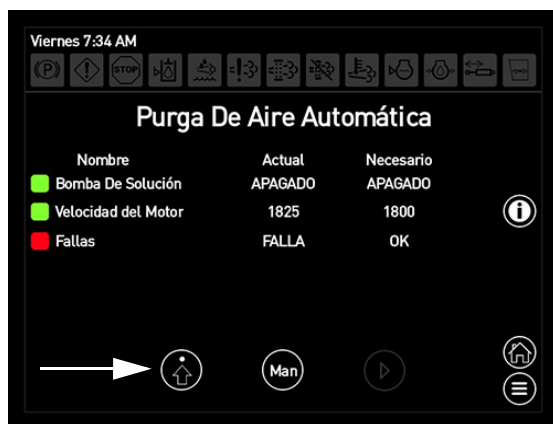 Viernes 7:34 AM
(P) STOP
Purga De Aire Automática
Nombre Actual Necesario
Bomba De Solución APAGADO APAGADO
Velocidad del Motor 1825 1800
Fallas FALLA OK
Man